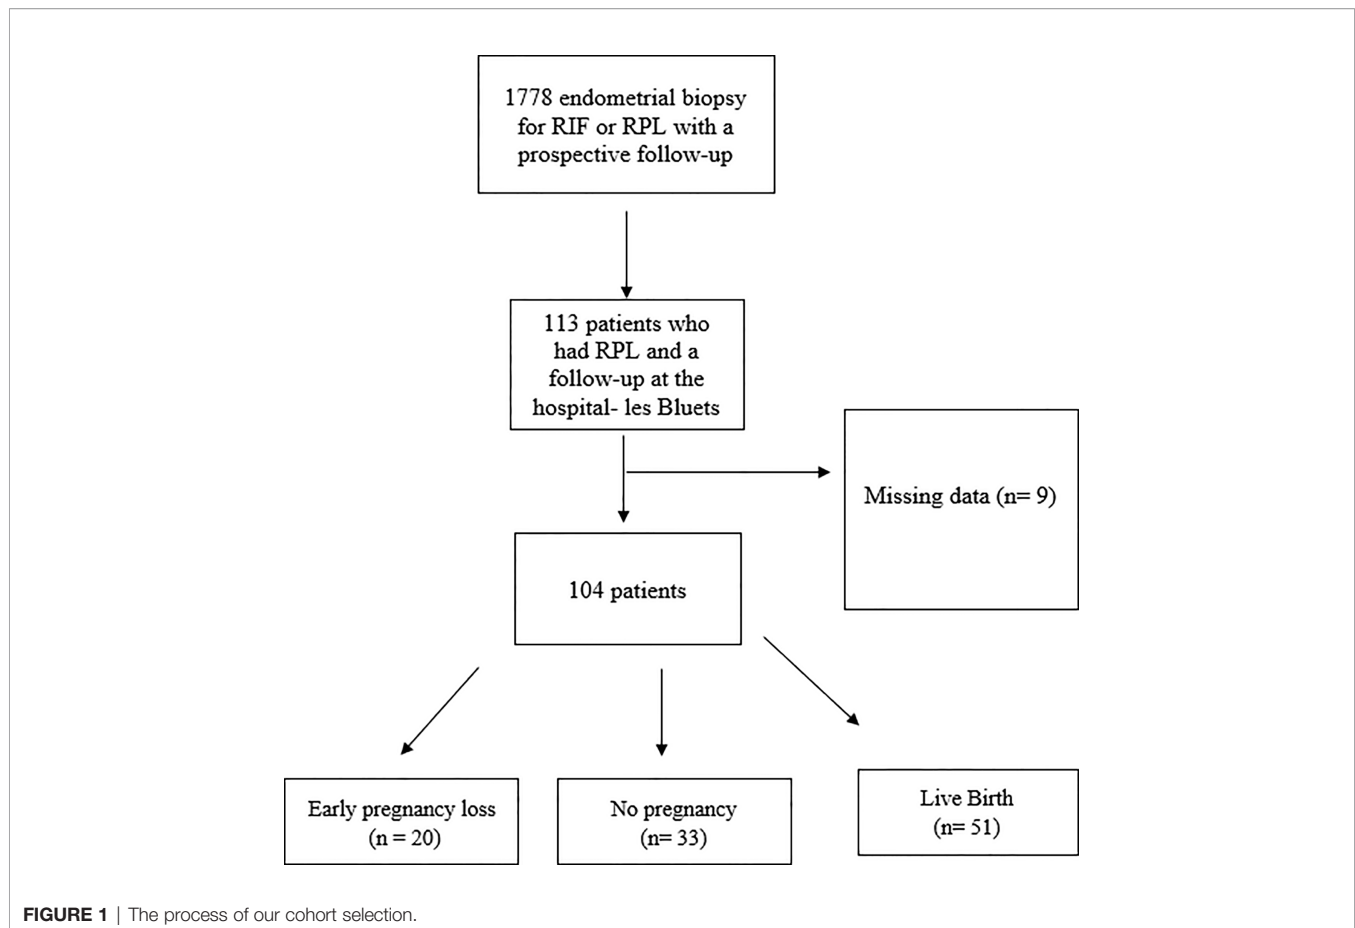 1778 endometrial biopsy
for RIF or RPL with a
prospective follow-up
113 patients who
had RPL and a
follow-up at the
hospital- les Bluets
Missing data (n= 9)
104 patients
Early pregnancy loss
(n = 20)
No pregnancy
(n= 33)
Live Birth
(n= 51)
FIGURE 1 | The process of our cohort selection.